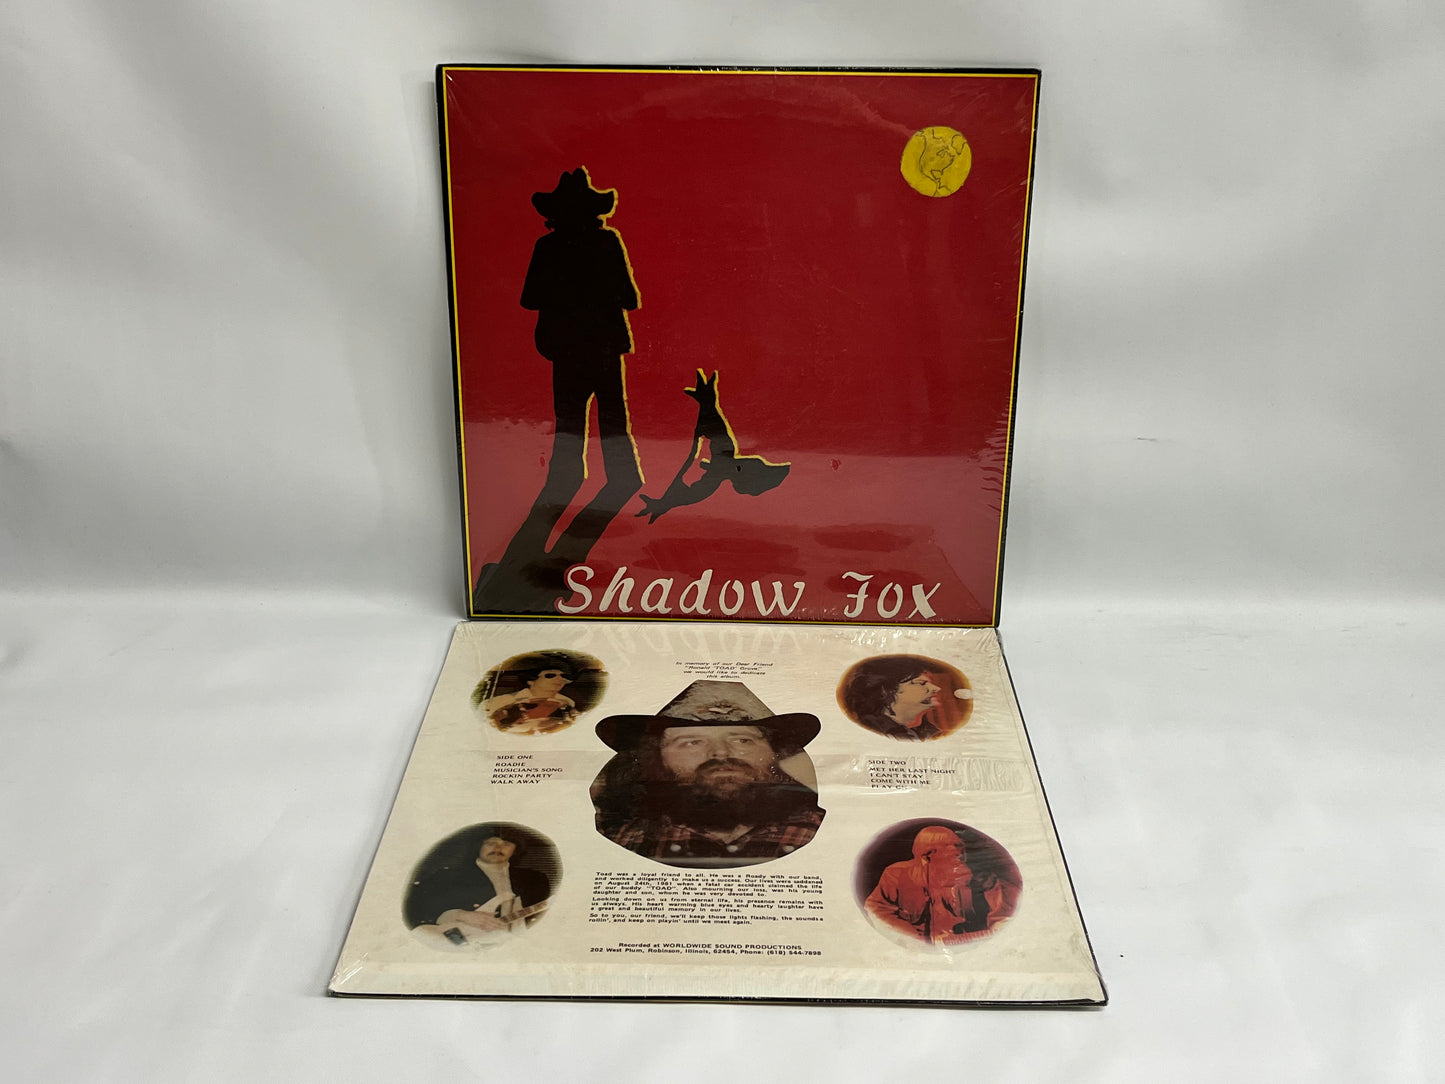 Shadow Fox
In memory of our Dear Friend
"Ronald "TOAD" Grove,"
we would like to dedicate
this album.
SIDE ONE
ROADIE
MUSICIAN'S SONG
ROCKIN PARTY
WALK AWAY
SIDE TWO
MET HER LAST NIGHT
I CAN'T STAY
COME WITH ME
PLAY
Toad was a loyal friend to all. He was a Roady with our band,
and worked diligently to make us a success. Our lives were saddened
on August 24th, 1981 when a fatal car accident claimed the life
of our buddy "TOAD". Also mourning our loss, was his young
daughter and son, whom he was very devoted to.
Looking down on us from eternal life, his presence remains with
us always. His heart warming blue eyes and hearty laughter have
a great and beautiful memory in our lives.
So to you, our friend, we'll keep those lights flashing, the sounds a
rollin', and keep on playin' until we meet again.
Recorded at WORLDWIDE SOUND PRODUCTIONS
202 West Plum, Robinson, Illinois, 62454, Phone: (618) 544-7898